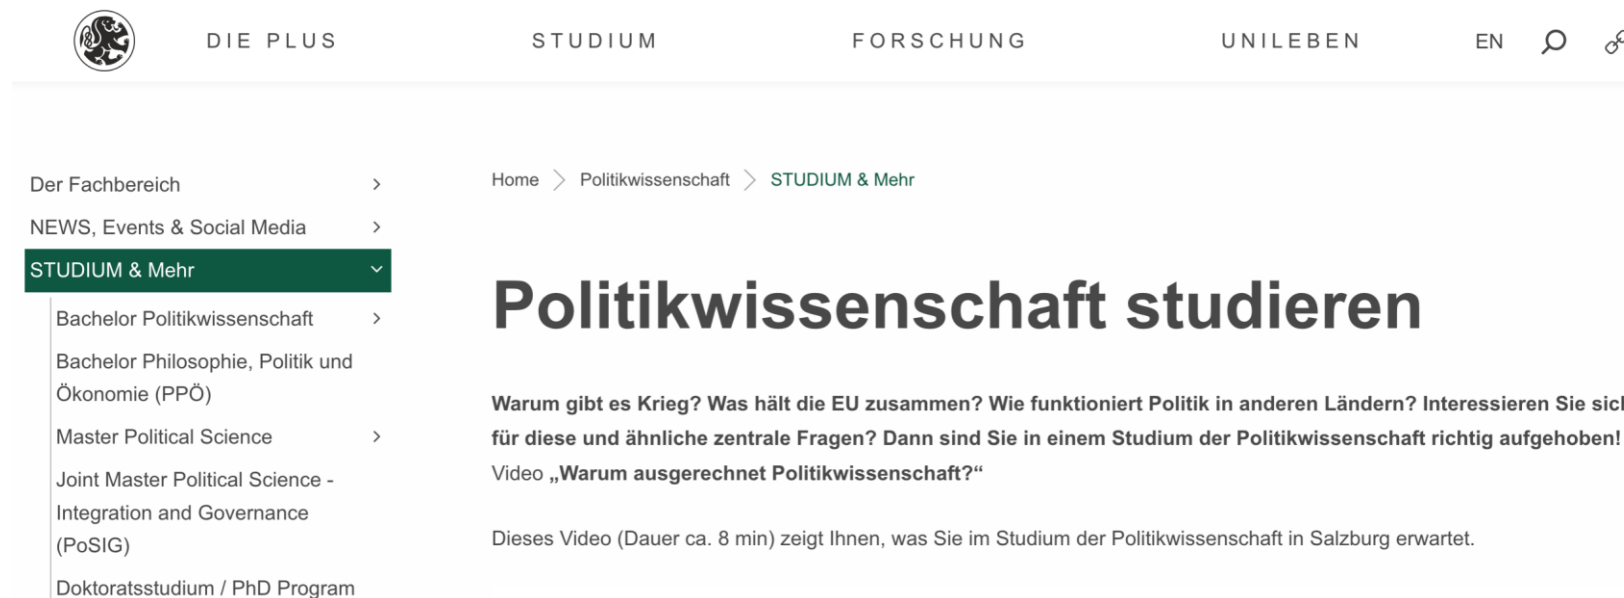 DIE PLUS
STUDIUM
FORSCHUNG
UNILEBEN
EN
Der Fachbereich
NEWS, Events & Social Media
STUDIUM & Mehr
Bachelor Politikwissenschaft
Bachelor Philosophie, Politik und
Ökonomie (PPÖ)
Master Political Science
Joint Master Political Science -
Integration and Governance
(PoSIG)
Doktoratsstudium / PhD Program
Home > Politikwissenschaft > STUDIUM & Mehr
Politikwissenschaft studieren
Warum gibt es Krieg? Was hält die EU zusammen? Wie funktioniert Politik in anderen Ländern? Interessieren Sie sich
für diese und ähnliche zentrale Fragen? Dann sind Sie in einem Studium der Politikwissenschaft richtig aufgehoben!
Video „Warum ausgerechnet Politikwissenschaft?“
Dieses Video (Dauer ca. 8 min) zeigt Ihnen, was Sie im Studium der Politikwissenschaft in Salzburg erwartet.